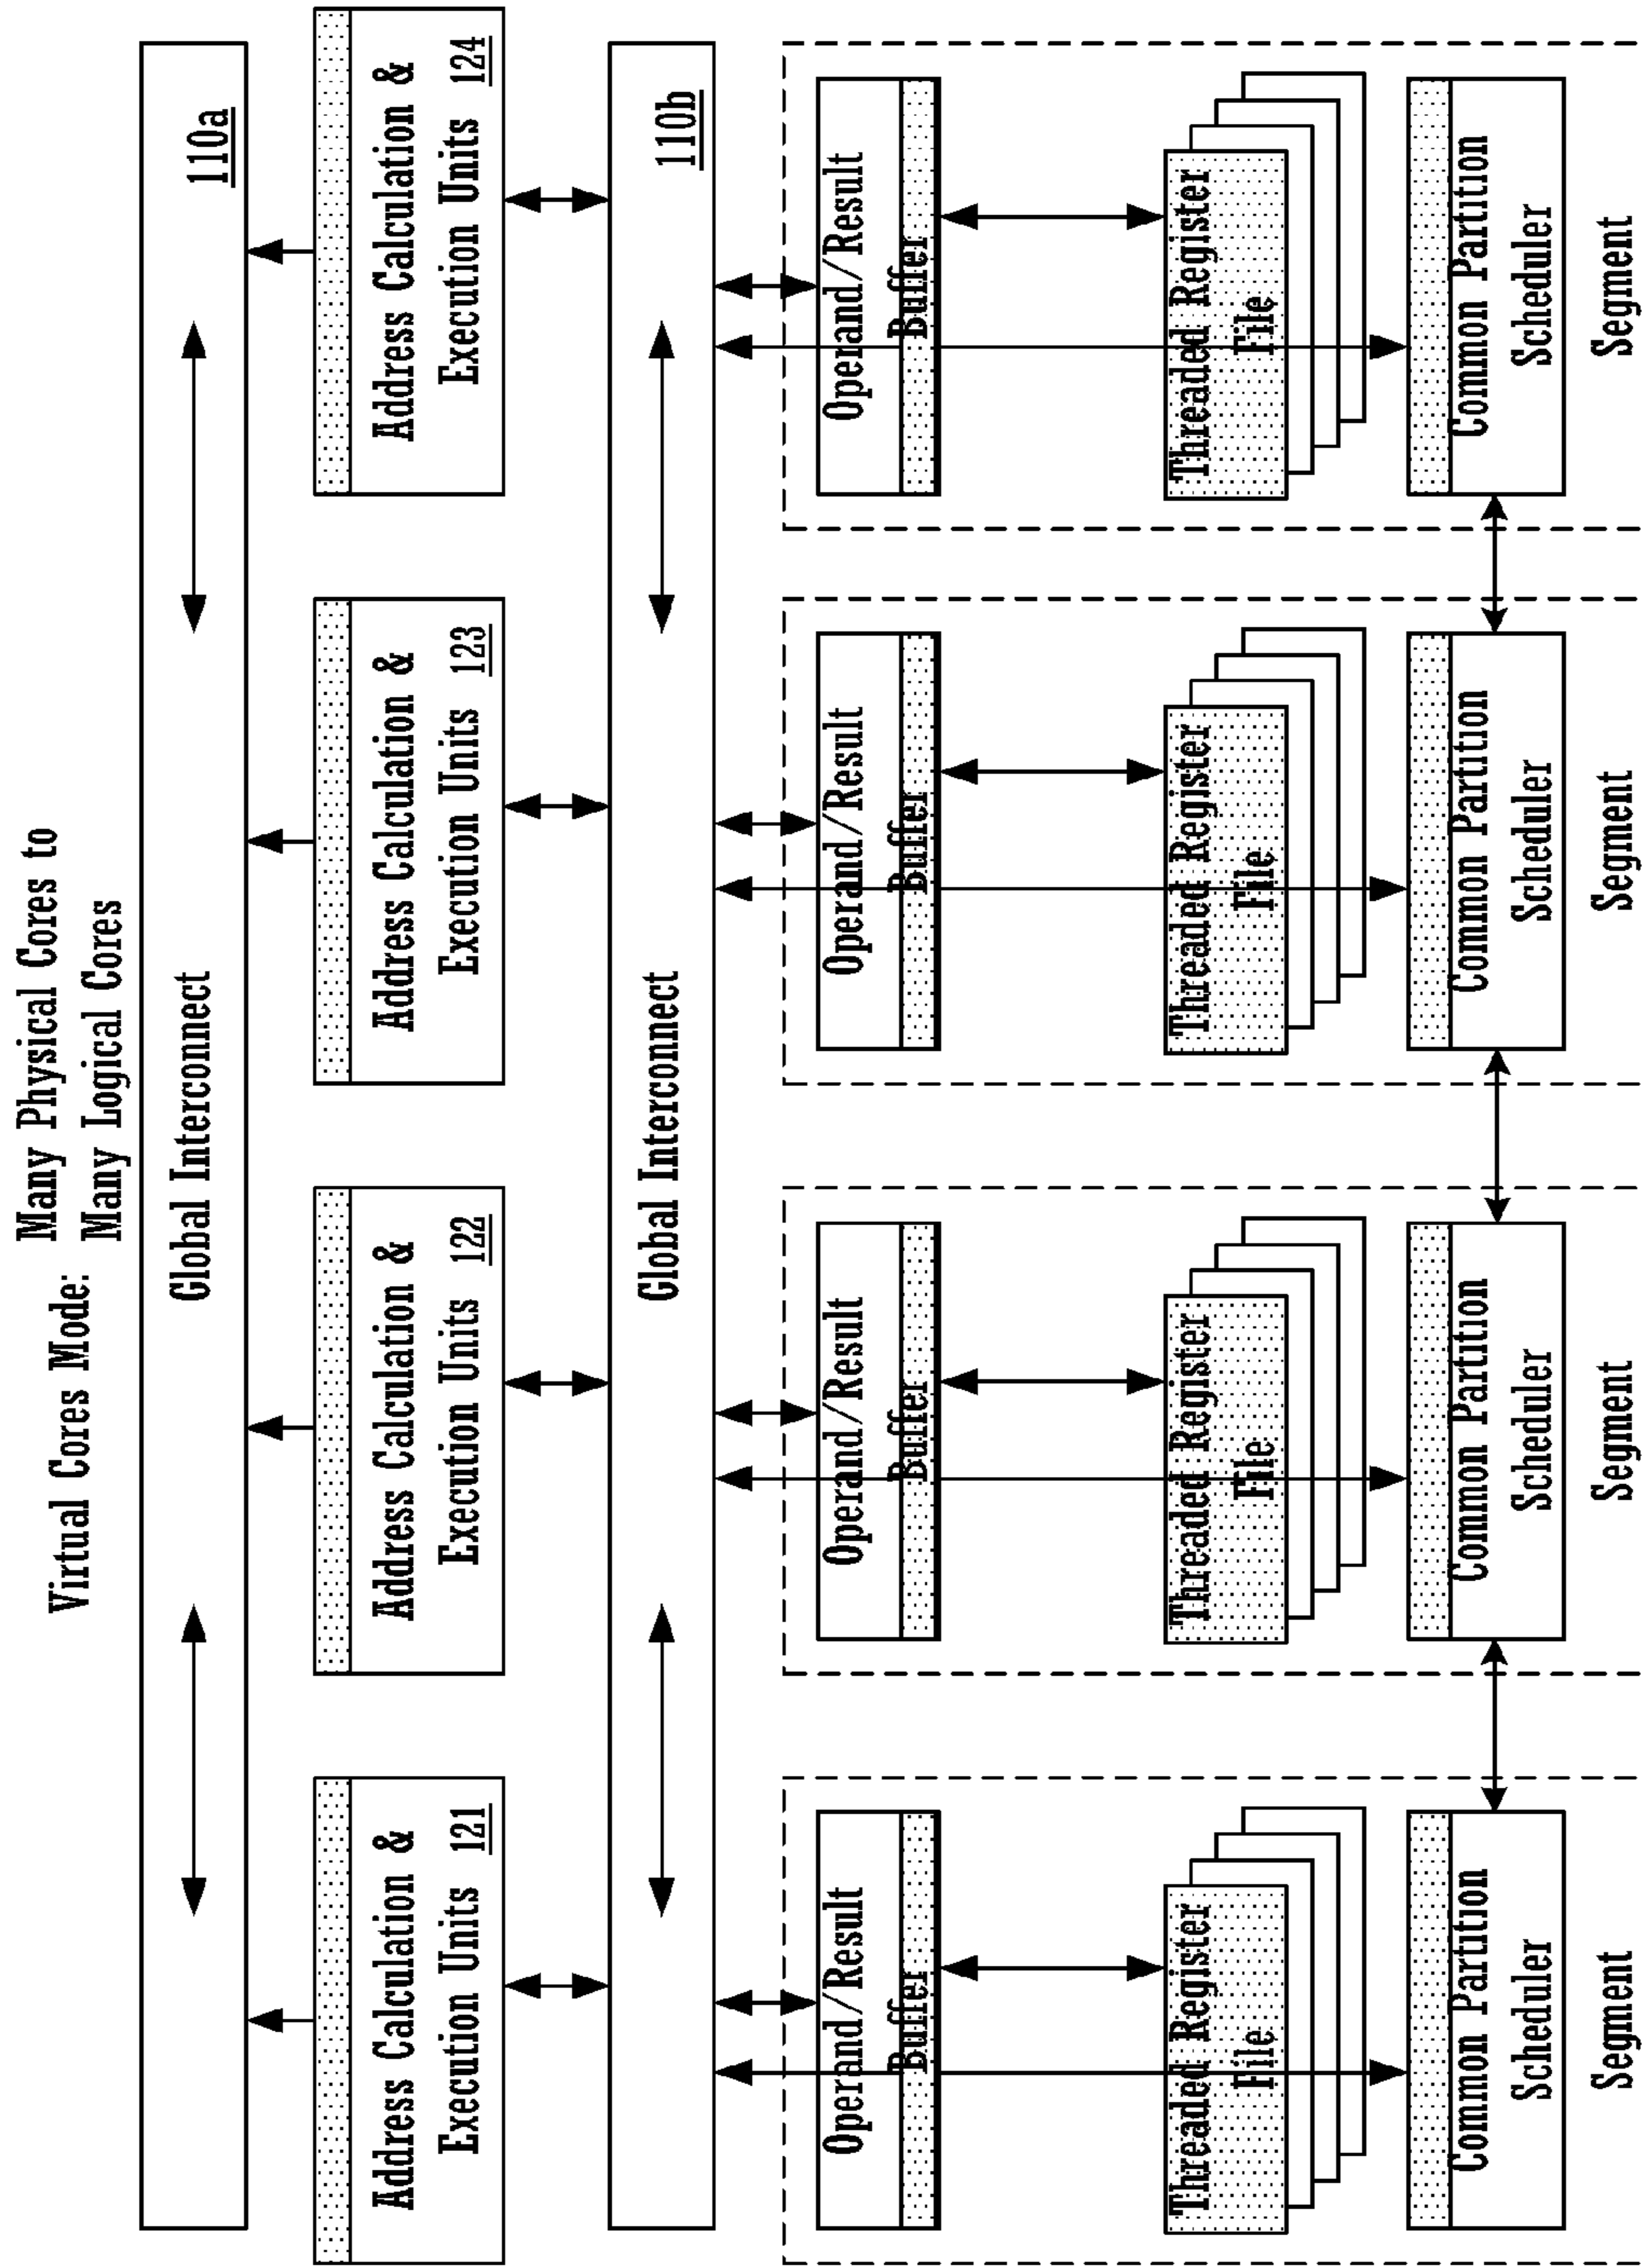 Virtual Cores Mode:
Many Physical Cores to
Many Logical Cores
Global Interconnect
110a
Address Calculation &
Execution Units 121
Address Calculation &
Execution Units 122
Address Calculation &
Execution Units 123
Address Calculation &
Execution Units 124
Global Interconnect
110b
Operand/Result
Buffer
Operand/Result
Buffer
Operand/Result
Buffer
Operand/Result
Buffer
Threaded Register
File
Threaded Register
File
Threaded Register
File
Threaded Register
File
Common Partition
Scheduler
Common Partition
Scheduler
Common Partition
Scheduler
Common Partition
Scheduler
Segment
Segment
Segment
Segment